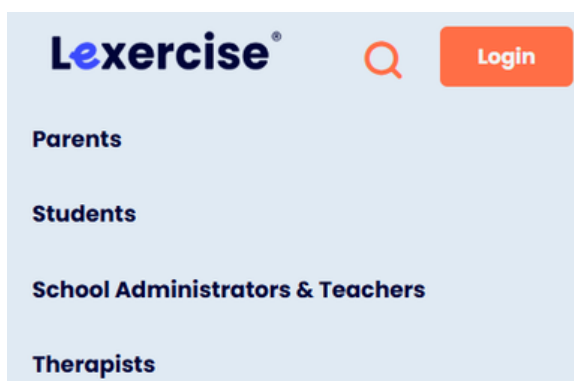 Lexercise®
Login
Parents
Students
School Administrators & Teachers
Therapists